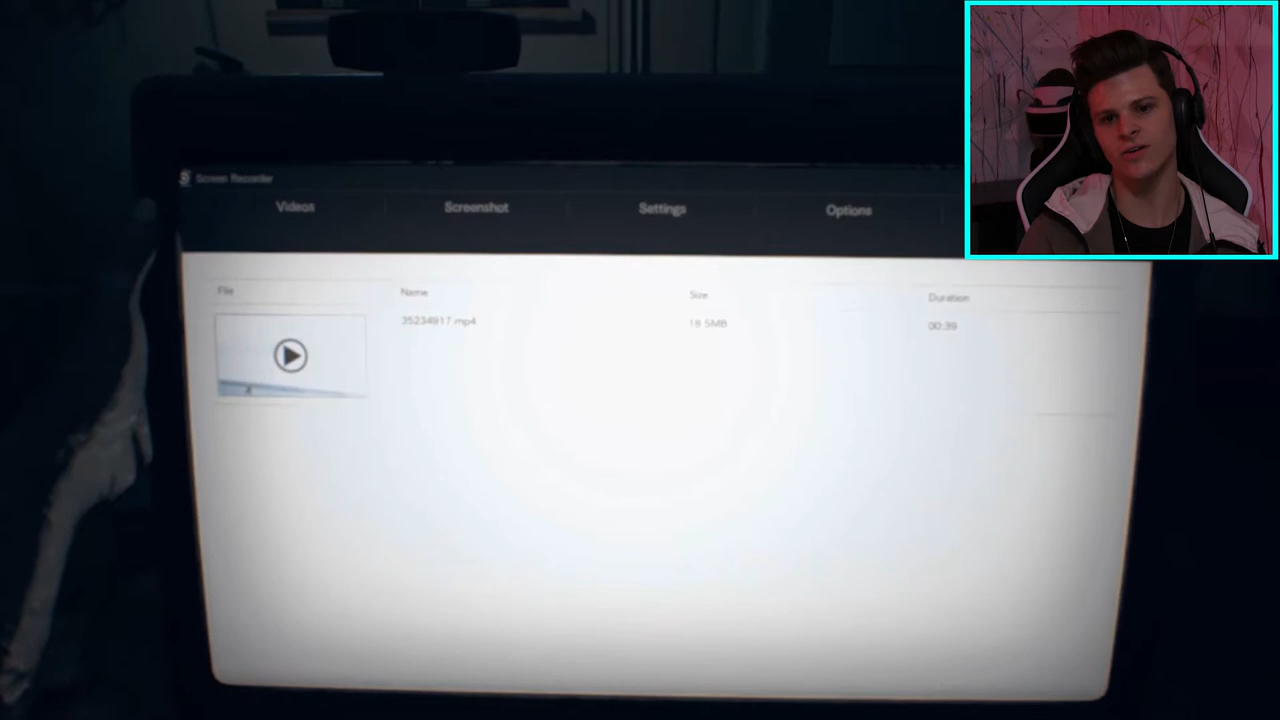 Screen Recorder
Videos Screenshot Settings Options
File Name Size Duration
35234917.mp4 18.5MB 00:39